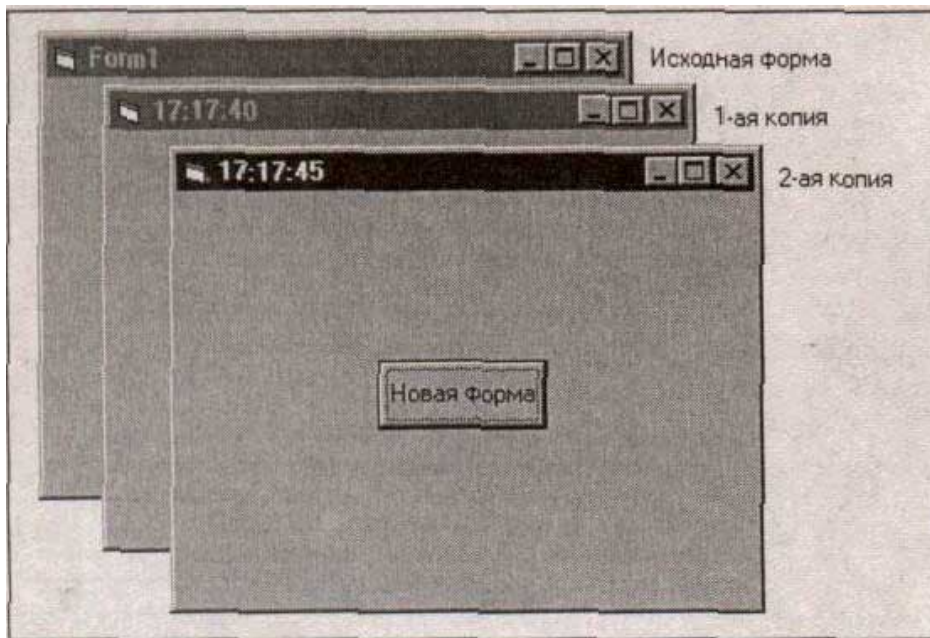 Form1
Исходная форма
17:17:40
1-ая копия
17:17:45
2-ая копия
Новая Форма